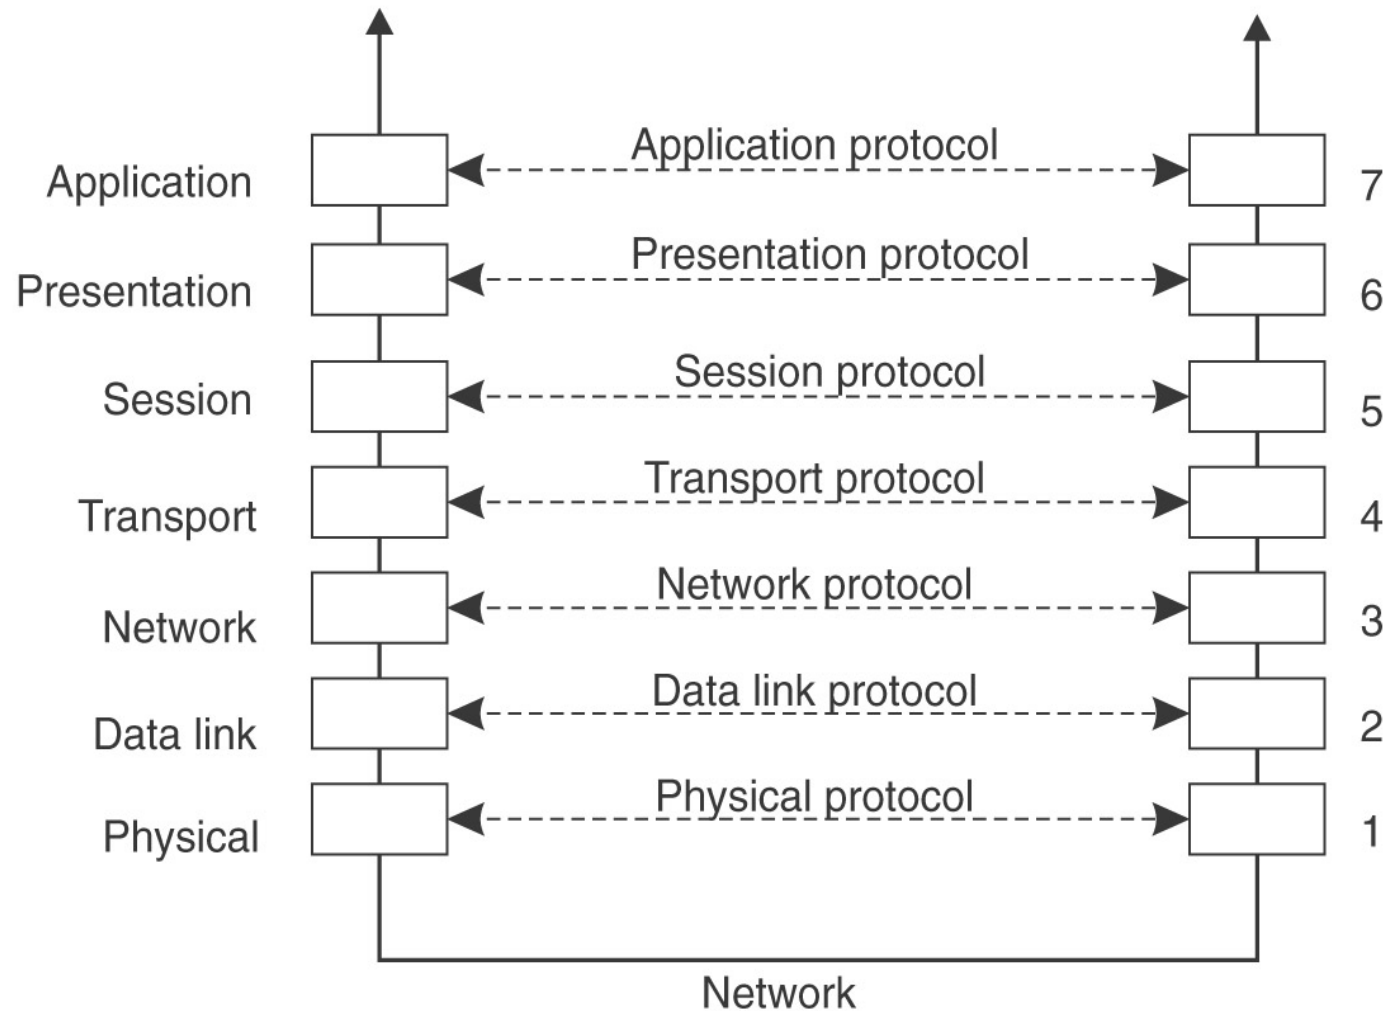 Application protocol
Application 7
Presentation protocol
Presentation 6
Session protocol
Session 5
Transport protocol
Transport 4
Network protocol
Network 3
Data link protocol
Data link 2
Physical protocol
Physical 1
Network